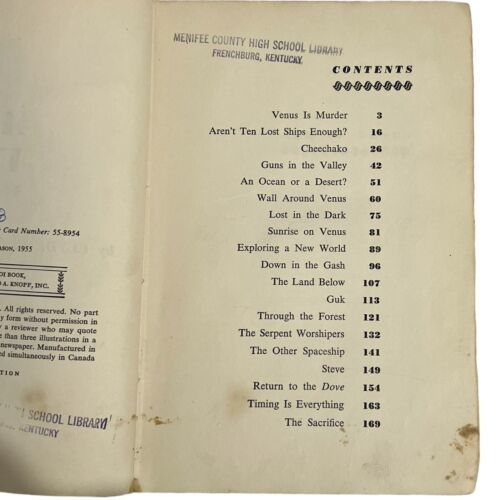 Card Number: 55-8954
ASON, 1955
BOOK,
A. KNOPF, INC.
All rights reserved. No part
form without permission in
a reviewer who may quote
than three illustrations in a
newspaper. Manufactured in
simultaneously in Canada
TION
SCHOOL LIBRARY
KENTUCKY
MENIFEE COUNTY HIGH SCHOOL LIBRARY
FRENCHBURG, KENTUCKY
CONTENTS
Venus Is Murder 3
Aren't Ten Lost Ships Enough? 16
Cheechako 26
Guns in the Valley 42
An Ocean or a Desert? 51
Wall Around Venus 60
Lost in the Dark 75
Sunrise on Venus 81
Exploring a New World 89
Down in the Gash 96
The Land Below 107
Guk 113
Through the Forest 121
The Serpent Worshipers 132
The Other Spaceship 141
Steve 149
Return to the Dove 154
Timing Is Everything 163
The Sacrifice 169